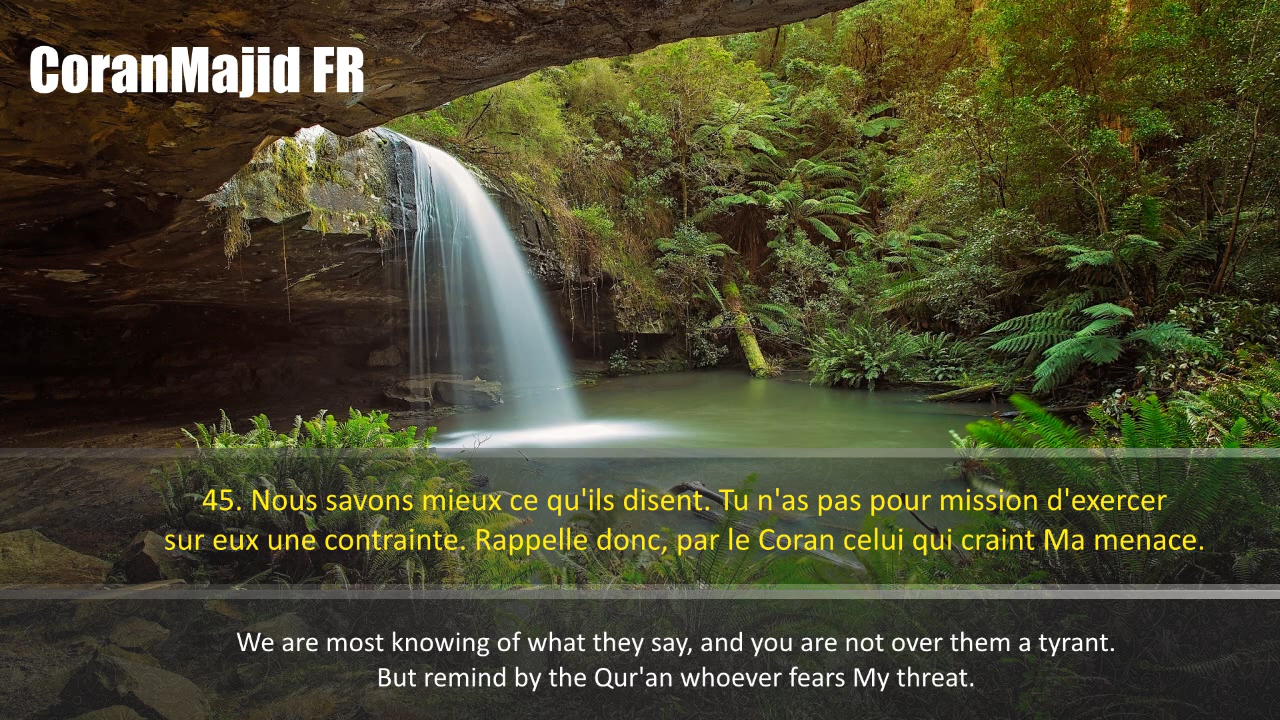 CoranMajid FR
45. Nous savons mieux ce qu'ils disent. Tu n'as pas pour mission d'exercer
sur eux une contrainte. Rappelle donc, par le Coran celui qui craint Ma menace.
We are most knowing of what they say, and you are not over them a tyrant.
But remind by the Qur'an whoever fears My threat.